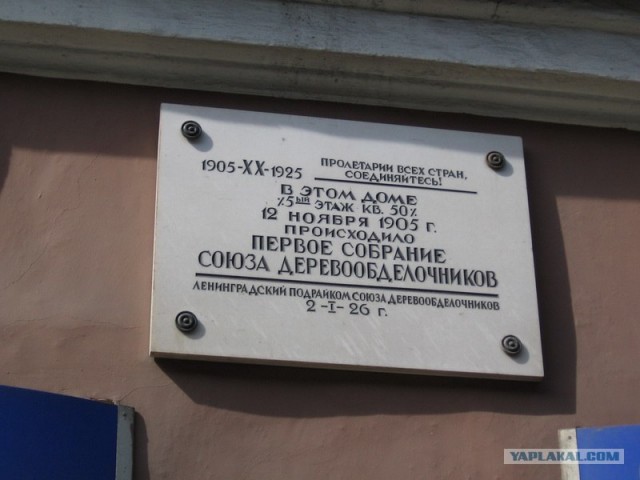 1905-XX-1925
ПРОЛЕТАРИИ ВСЕХ СТРАН,
СОЕДИНЯЙТЕСЬ!
В ЭТОМ ДОМЕ
٪5ЫЙ ЭТАЖ КВ. 50٪
12 НОЯБРЯ 1905 г.
ПРОИСХОДИЛО
ПЕРВОЕ СОБРАНИЕ
СОЮЗА ДЕРЕВООБДЕЛОЧНИКОВ
ЛЕНИНГРАДСКИЙ ПОДРАЙКОМ СОЮЗА ДЕРЕВООБДЕЛОЧНИКОВ
2-I-26 г.
YAPLAKAL.COM